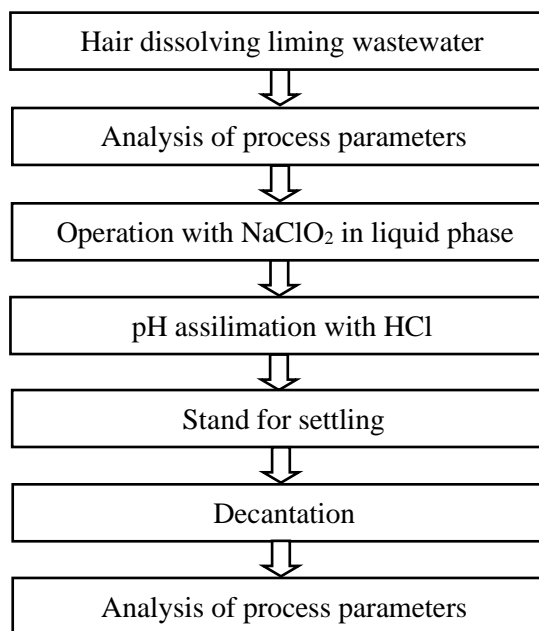 Hair dissolving liming wastewater
Analysis of process parameters
Operation with NaClO₂ in liquid phase
pH assilimation with HCl
Stand for settling
Decantation
Analysis of process parameters